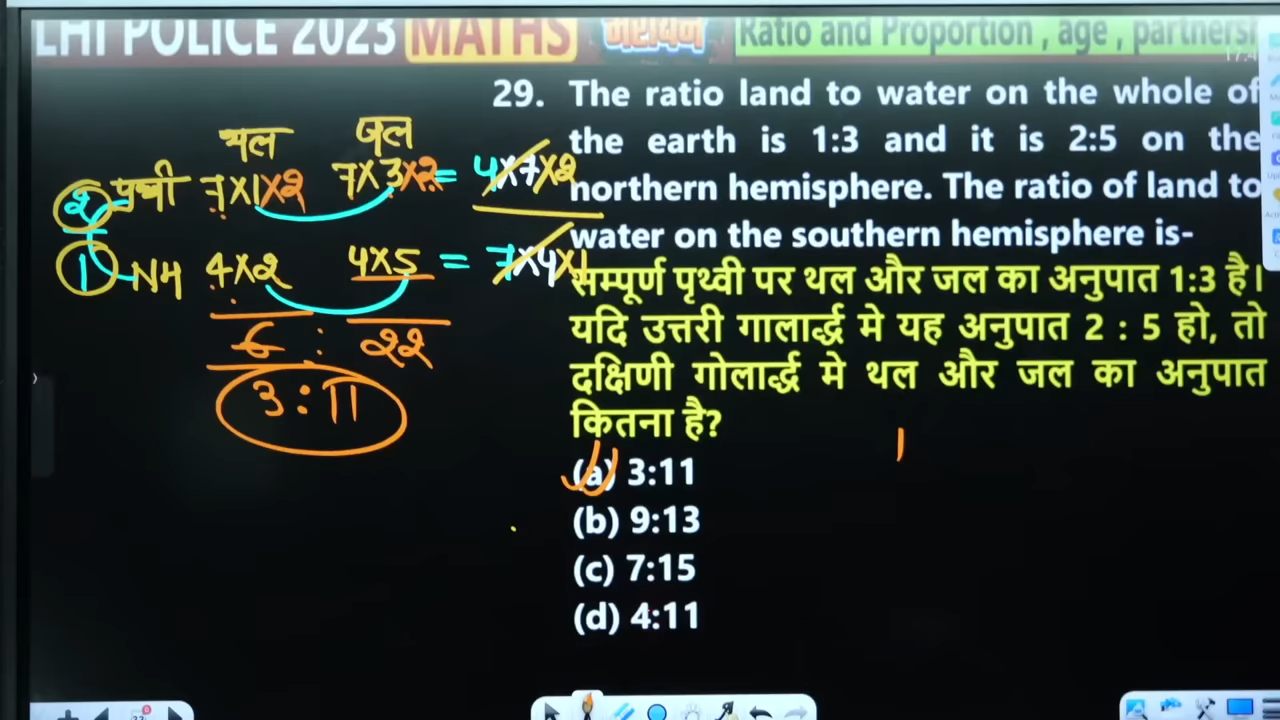 LHI POLICE 2023 MATHS Ratio and Proportion , age , partnersl
29. The ratio land to water on the whole of
the earth is 1:3 and it is 2:5 on the
northern hemisphere. The ratio of land to
water on the southern hemisphere is-
सम्पूर्ण पृथ्वी पर थल और जल का अनुपात 1:3 है।
यदि उत्तरी गालार्द्ध मे यह अनुपात 2 : 5 हो, तो
दक्षिणी गोलार्द्ध मे थल और जल का अनुपात
कितना है?
(a) 3:11
(b) 9:13
(c) 7:15
(d) 4:11
थल जल
२ पृथ्वी 7×1×2 7×3×2 = 4×7×2
1 NH 4×2 4×5 = 7×4×1
6 : 22
3:11